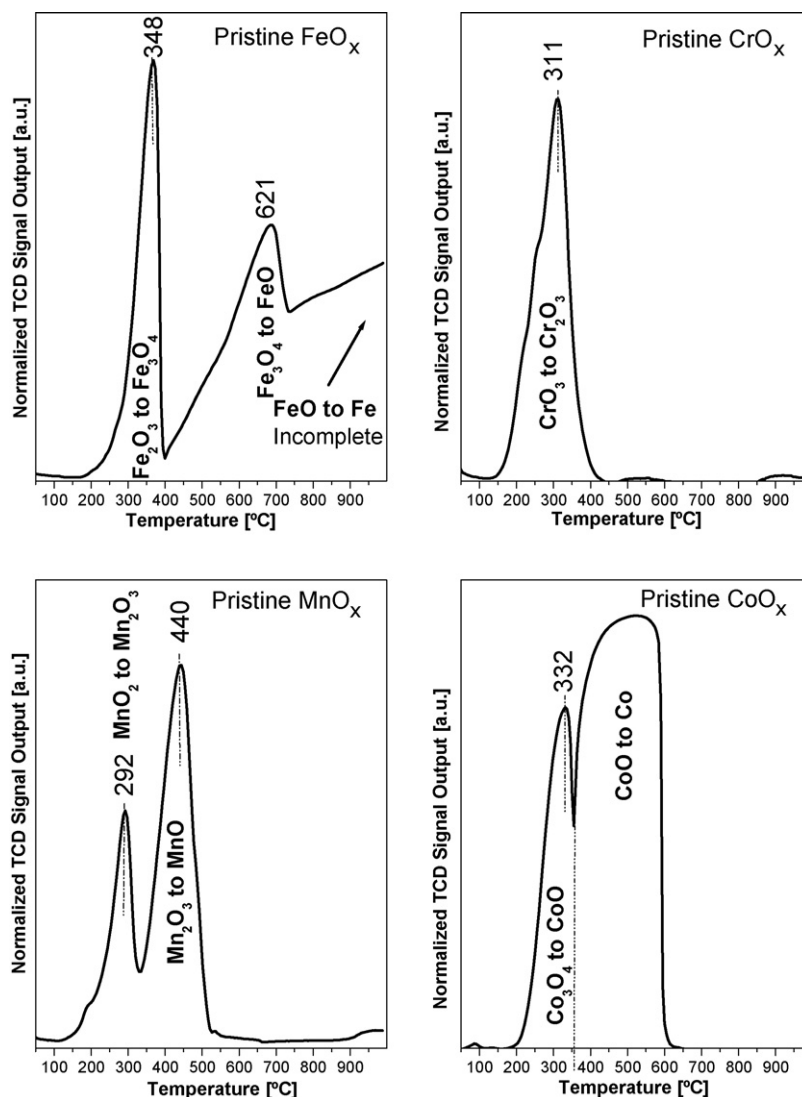 Pristine FeOx
348
621
Fe2O3 to Fe3O4
Fe3O4 to FeO
FeO to Fe
Incomplete
Normalized TCD Signal Output [a.u.]
100 200 300 400 500 600 700 800 900
Temperature [ºC]
Pristine CrOx
311
CrO3 to Cr2O3
Normalized TCD Signal Output [a.u.]
100 200 300 400 500 600 700 800 900
Temperature [ºC]
Pristine MnOx
292
MnO2 to Mn2O3
440
Mn2O3 to MnO
Normalized TCD Signal Output [a.u.]
100 200 300 400 500 600 700 800 900
Temperature [ºC]
Pristine CoOx
332
Co3O4 to CoO
CoO to Co
Normalized TCD Signal Output [a.u.]
100 200 300 400 500 600 700 800 900
Temperature [ºC]